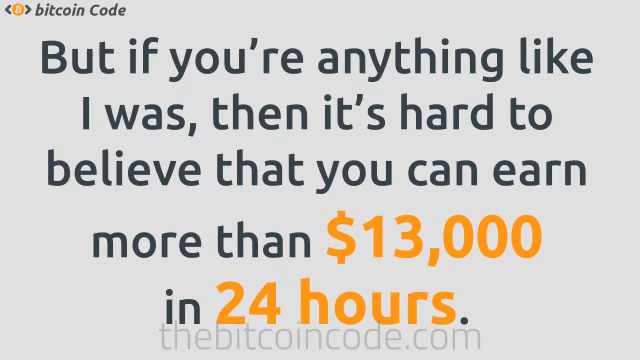 bitcoin Code
But if you're anything like
I was, then it's hard to
believe that you can earn
more than $13,000
in 24 hours.
thebitcoincode.com